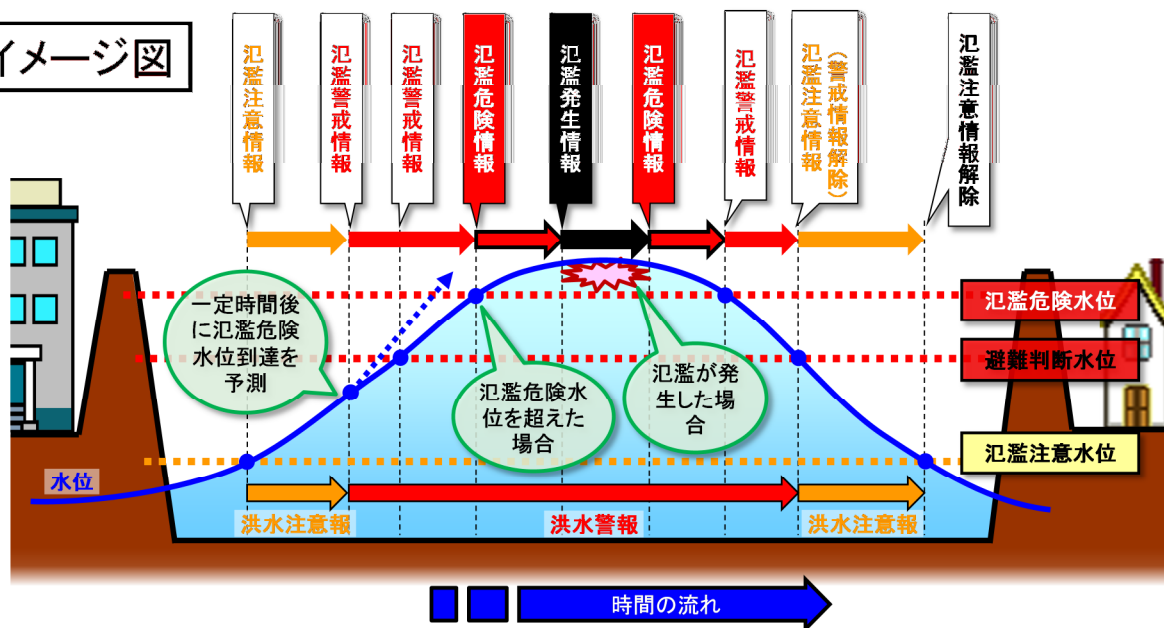 イメージ図
氾濫注意情報
氾濫警戒情報
氾濫警戒情報
氾濫危険情報
氾濫発生情報
氾濫危険情報
氾濫警戒情報
(警戒情報解除)
氾濫注意情報
氾濫注意情報解除
一定時間後
に氾濫危険
水位到達を
予測
氾濫危険水
位を超えた
場合
氾濫が発
生した場
合
氾濫危険水位
避難判断水位
氾濫注意水位
水位
洪水注意報
洪水警報
洪水注意報
時間の流れ